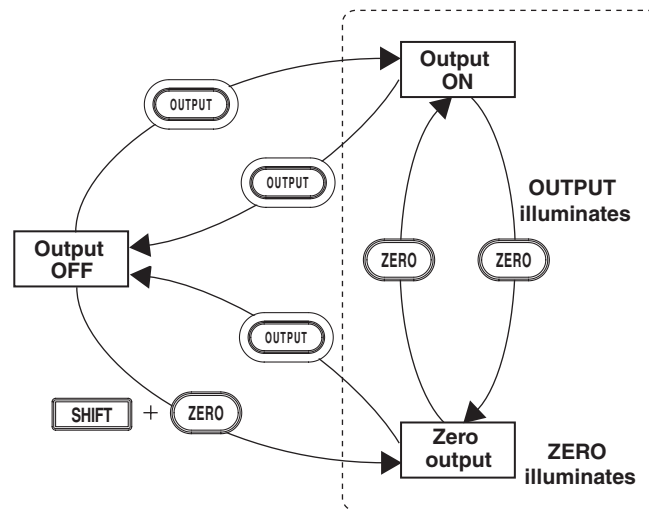 Output
ON
OUTPUT
OUTPUT
OUTPUT
illuminates
Output
OFF
ZERO
ZERO
OUTPUT
SHIFT + ZERO
Zero
output
ZERO
illuminates